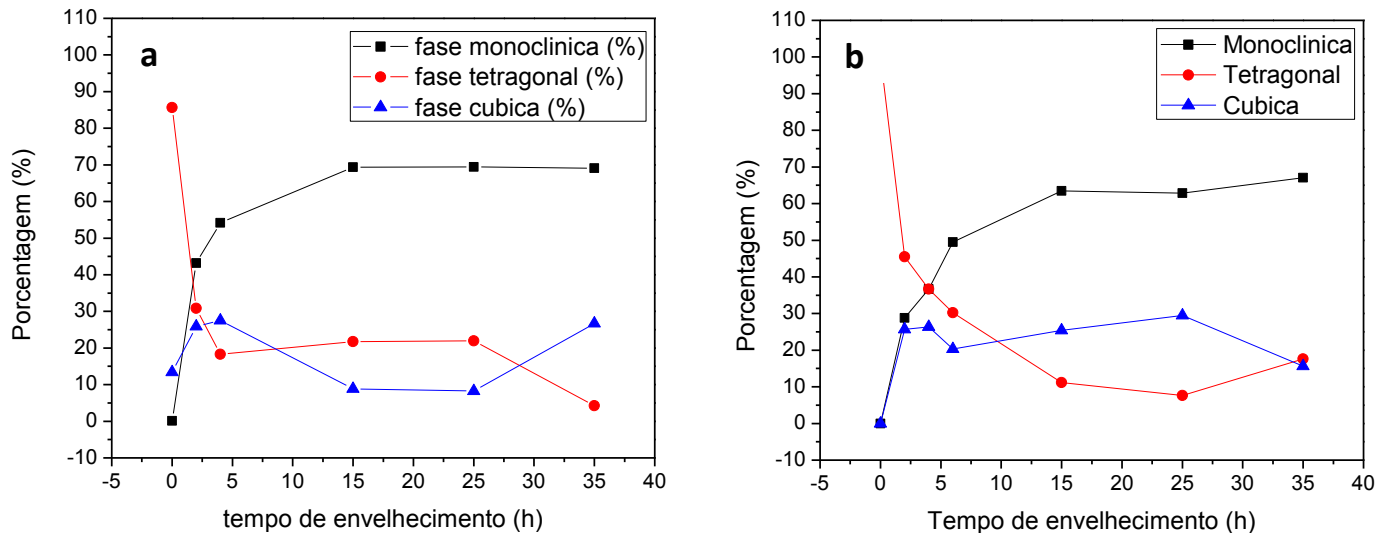 a
fase monoclinica (%)
fase tetragonal (%)
fase cubica (%)
Porcentagem (%)
110
100
90
80
70
60
50
40
30
20
10
0
-10
-5 0 5 10 15 20 25 30 35 40
tempo de envelhecimento (h)
b
Monoclinica
Tetragonal
Cubica
Porcetagem (%)
110
100
90
80
70
60
50
40
30
20
10
0
-10
-5 0 5 10 15 20 25 30 35 40
Tempo de envelhecimento (h)